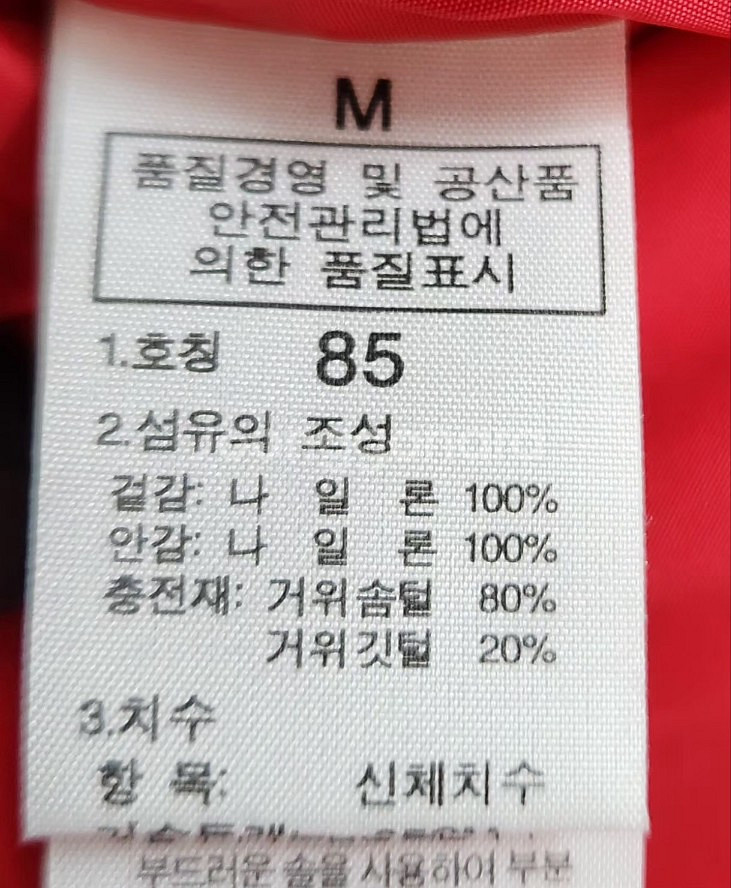 M
품질경영 및 공산품
안전관리법에
의한 품질표시
1.호칭 85
2.섬유의 조성
겉감: 나 일 론 100%
안감: 나 일 론 100%
충전재: 거위솜털 80%
거위깃털 20%
3.치수
항 목: 신체치수
부드러운 솔을 사용하여 부분